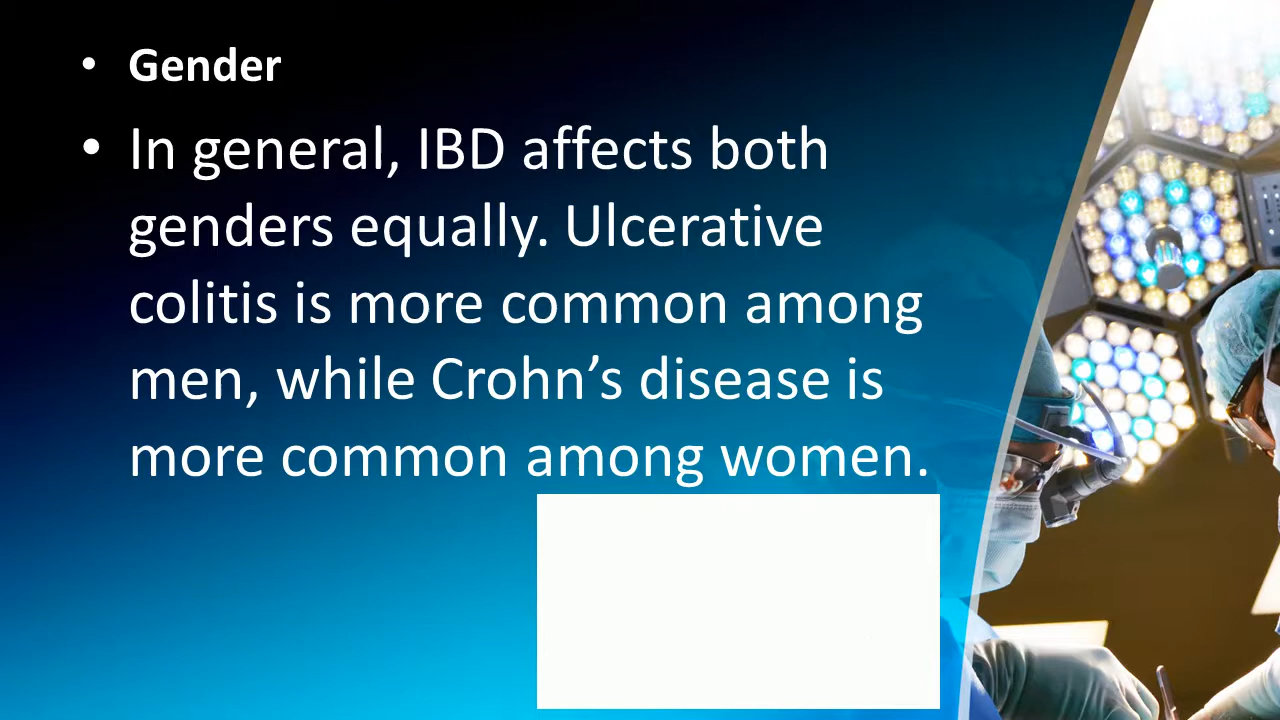 • Gender
• In general, IBD affects both
genders equally. Ulcerative
colitis is more common among
men, while Crohn’s disease is
more common among women.